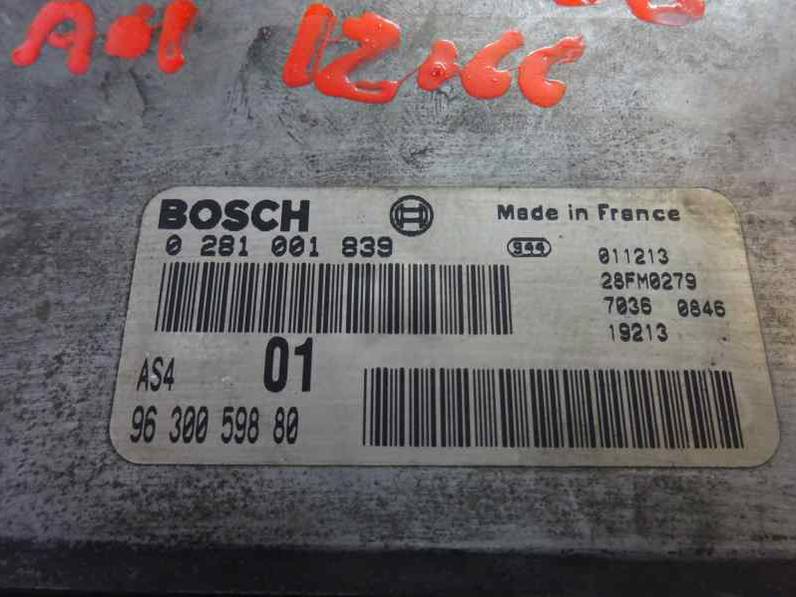 BOSCH Made in France
0 281 001 839 944 011213
28FM0279
7036 0846
19213
AS4 01
96 300 598 80